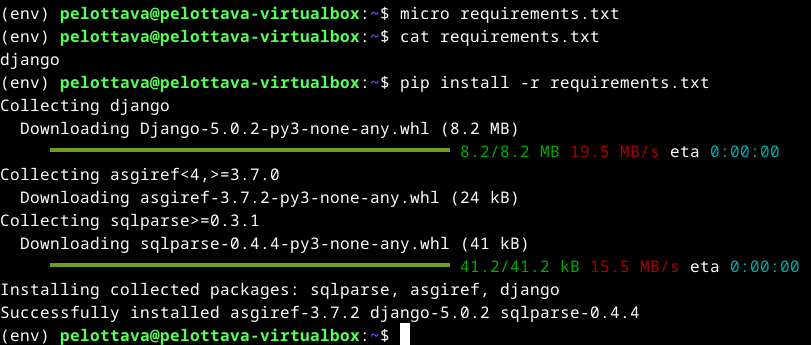 (env) pelottava@pelottava-virtualbox:~$ micro requirements.txt
(env) pelottava@pelottava-virtualbox:~$ cat requirements.txt
django
(env) pelottava@pelottava-virtualbox:~$ pip install -r requirements.txt
Collecting django
  Downloading Django-5.0.2-py3-none-any.whl (8.2 MB)
8.2/8.2 MB 19.5 MB/s eta 0:00:00
Collecting asgiref<4,>=3.7.0
  Downloading asgiref-3.7.2-py3-none-any.whl (24 kB)
Collecting sqlparse>=0.3.1
  Downloading sqlparse-0.4.4-py3-none-any.whl (41 kB)
41.2/41.2 kB 15.5 MB/s eta 0:00:00
Installing collected packages: sqlparse, asgiref, django
Successfully installed asgiref-3.7.2 django-5.0.2 sqlparse-0.4.4
(env) pelottava@pelottava-virtualbox:~$